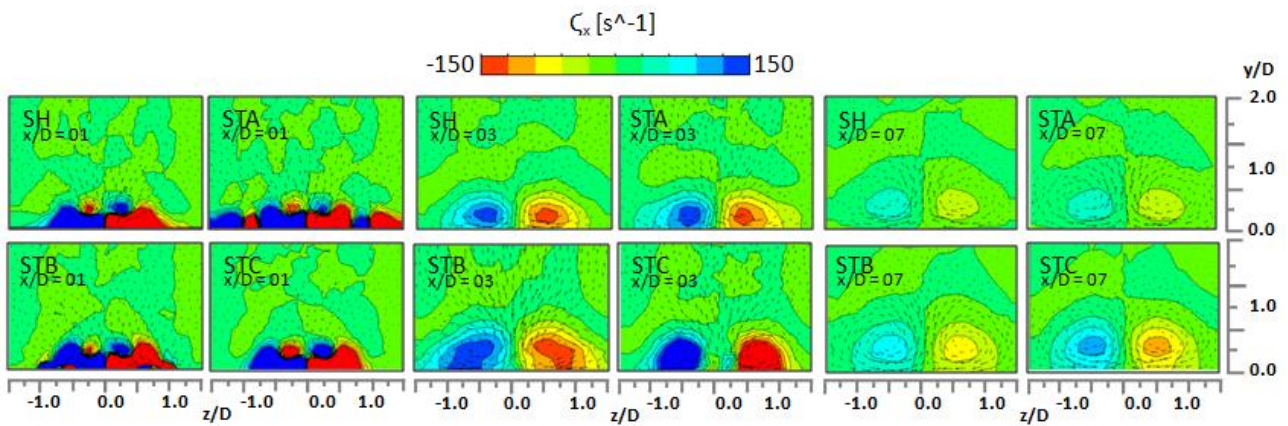 ζₓ [s^-1]
-150 150
y/D
SH x/D = 01 STA x/D = 01 SH x/D = 03 STA x/D = 03 SH x/D = 07 STA x/D = 07
2.0
1.0
0.0
STB x/D = 01 STC x/D = 01 STB x/D = 03 STC x/D = 03 STB x/D = 07 STC x/D = 07
1.0
0.0
-1.0 0.0 1.0 -1.0 0.0 1.0 -1.0 0.0 1.0 -1.0 0.0 1.0 -1.0 0.0 1.0 -1.0 0.0 1.0
z/D z/D z/D